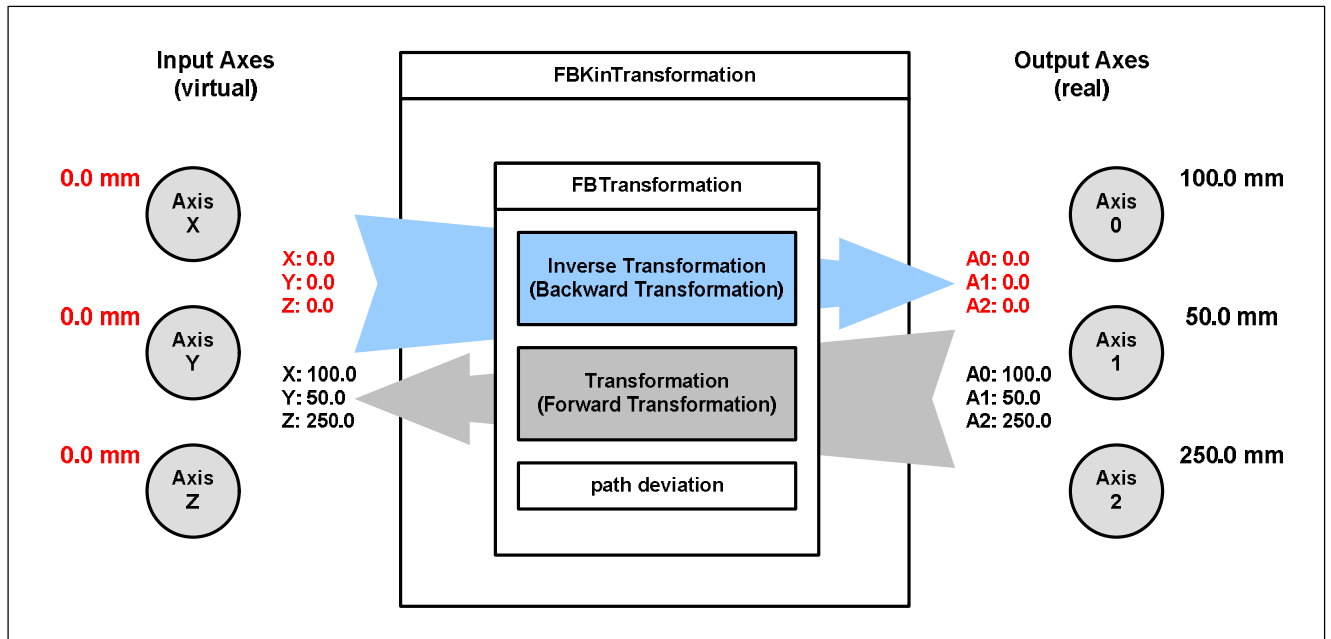 Input Axes
(virtual)
FBKinTransformation
Output Axes
(real)
0.0 mm
Axis
X
FBTransformation
100.0 mm
Axis
0
X: 0.0
Y: 0.0
Z: 0.0
Inverse Transformation
(Backward Transformation)
A0: 0.0
A1: 0.0
A2: 0.0
0.0 mm
Axis
Y
50.0 mm
Axis
1
X: 100.0
Y: 50.0
Z: 250.0
Transformation
(Forward Transformation)
A0: 100.0
A1: 50.0
A2: 250.0
0.0 mm
Axis
Z
path deviation
250.0 mm
Axis
2